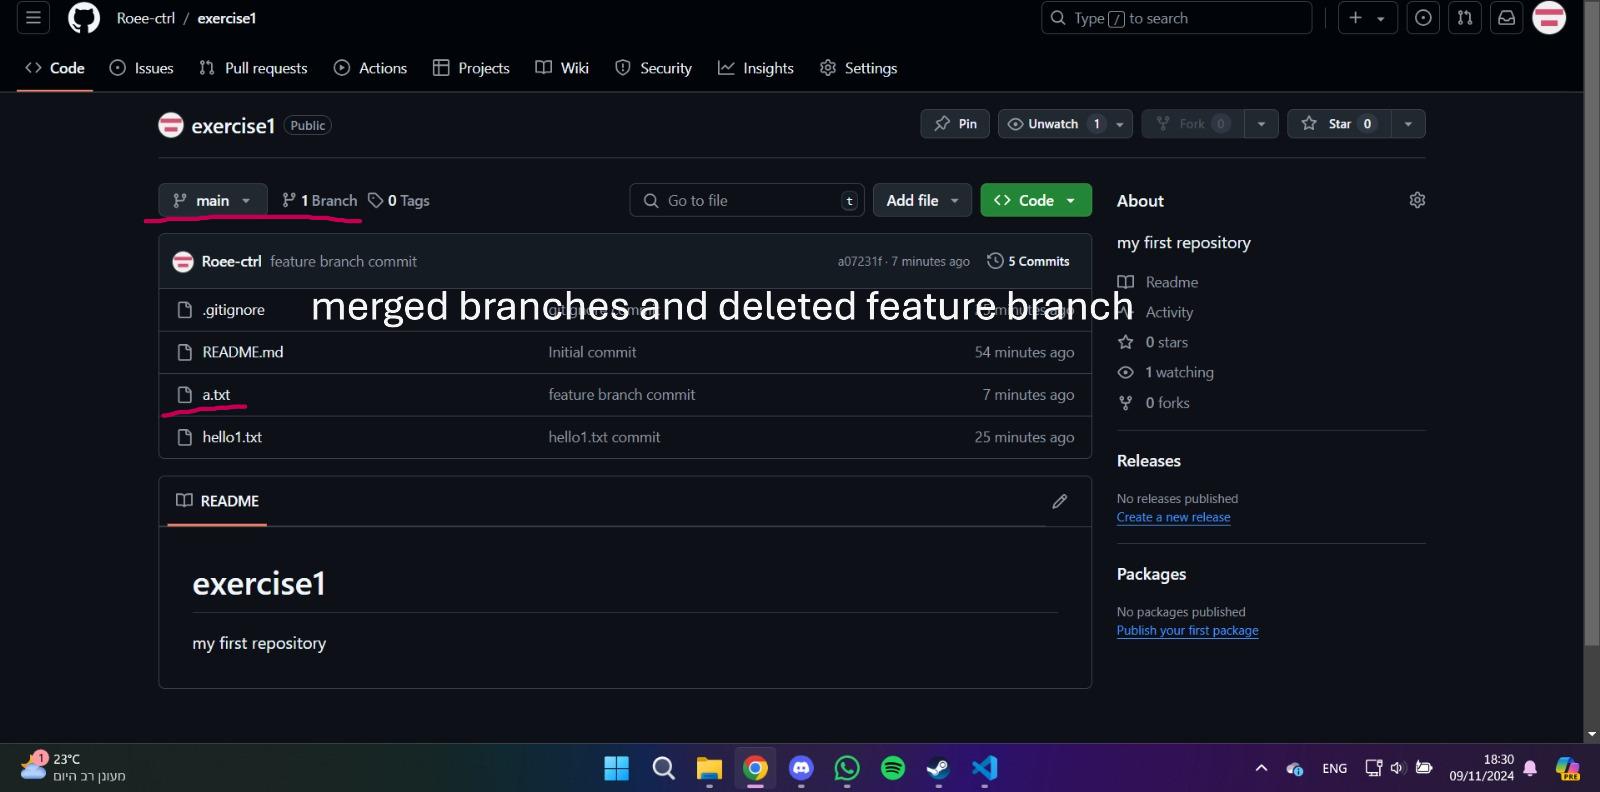 Roee-ctrl / exercise1
Type / to search
Code Issues Pull requests Actions Projects Wiki Security Insights Settings
exercise1 Public
Pin Unwatch 1 Fork 0 Star 0
main 1 Branch 0 Tags
Go to file t Add file Code
About
my first repository
Roee-ctrl feature branch commit a07231f · 7 minutes ago 5 Commits
.gitignore
merged branches and deleted feature branch
README.md Initial commit 54 minutes ago
a.txt feature branch commit 7 minutes ago
hello1.txt hello1.txt commit 25 minutes ago
Readme
Activity
0 stars
1 watching
0 forks
Releases
No releases published
Create a new release
Packages
No packages published
Publish your first package
README
exercise1
my first repository
1
23°C
מעונן רב היום
ENG
18:30
09/11/2024
PRE